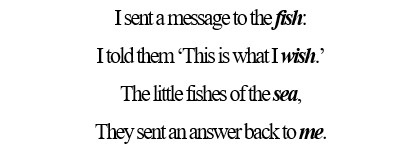 I sent a message to the fish:
I told them ‘This is what I wish.’
The little fishes of the sea,
They sent an answer back to me.